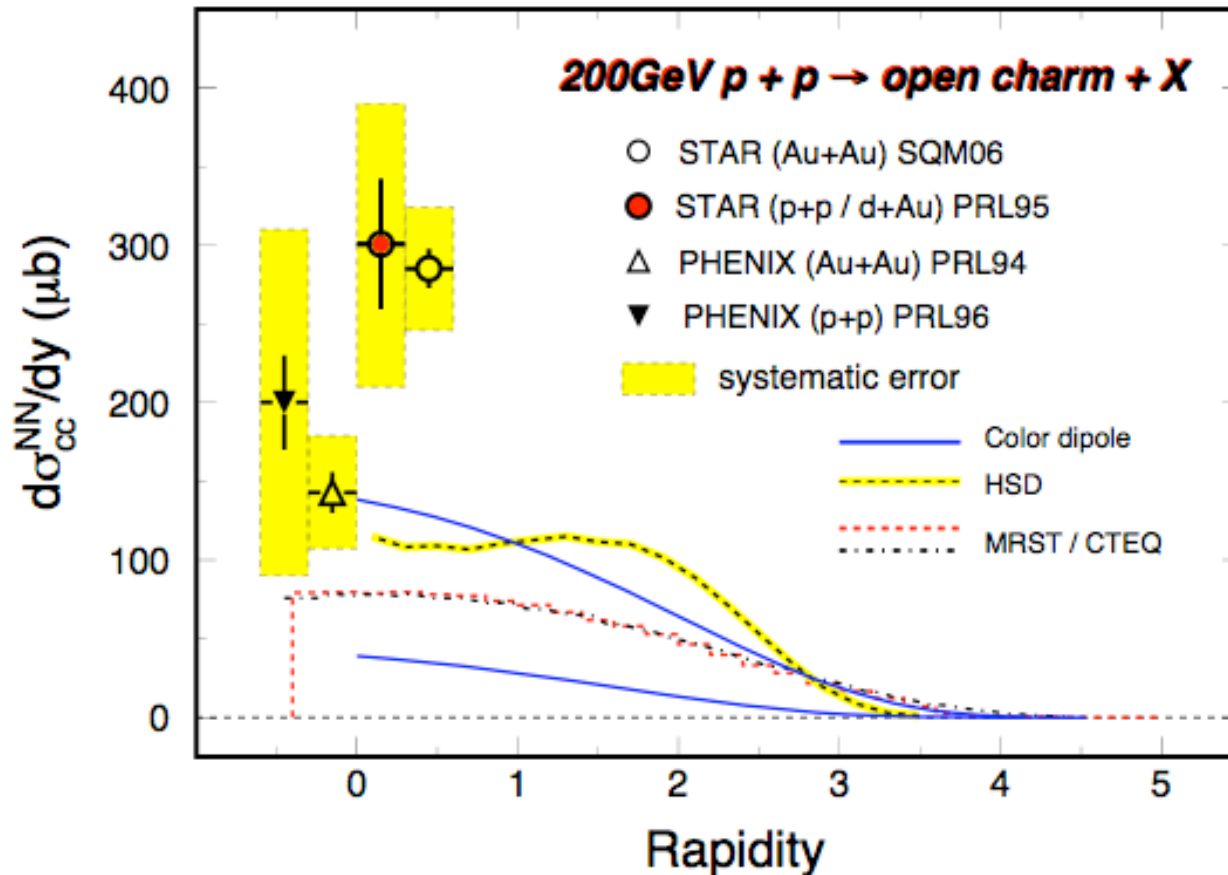 200GeV p + p → open charm + X
STAR (Au+Au) SQM06
STAR (p+p / d+Au) PRL95
PHENIX (Au+Au) PRL94
PHENIX (p+p) PRL96
systematic error
Color dipole
HSD
MRST / CTEQ
dσ_cc^NN/dy (μb)
400
300
200
100
0
0 1 2 3 4 5
Rapidity